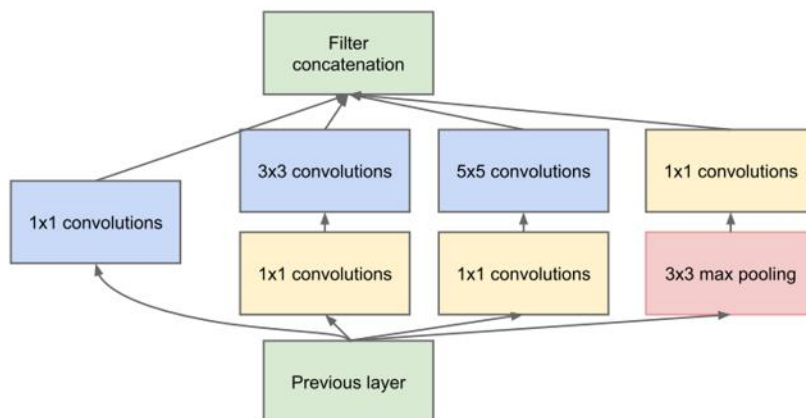 Filter
concatenation
3x3 convolutions
5x5 convolutions
1x1 convolutions
1x1 convolutions
1x1 convolutions
1x1 convolutions
3x3 max pooling
Previous layer